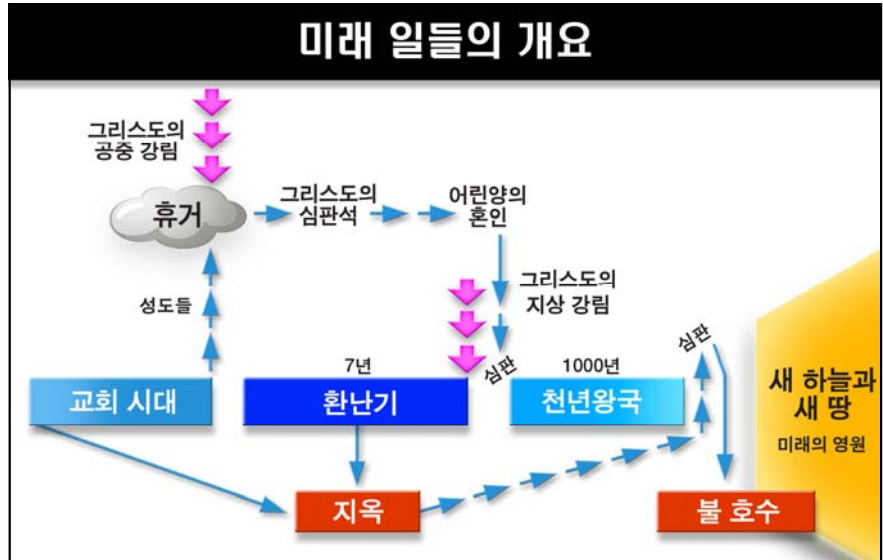 미래 일들의 개요
그리스도의
공중 강림
휴거
그리스도의
심판석
어린양의
혼인
성도들
그리스도의
지상 강림
심판
심판
7년
1000년
교회 시대
환난기
천년왕국
새 하늘과
새 땅
미래의 영원
지옥
불 호수